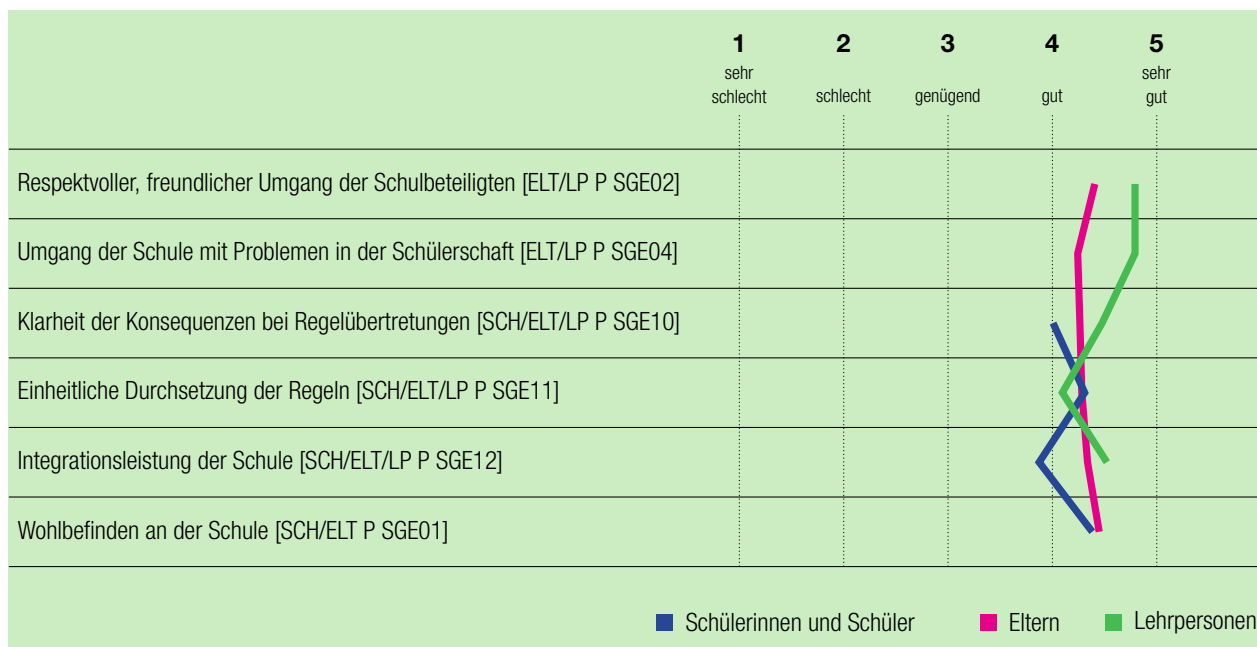 1 2 3 4 5
sehr schlecht schlecht genügend gut sehr gut
Respektvoller, freundlicher Umgang der Schulbeteiligten [ELT/LP P SGE02]
Umgang der Schule mit Problemen in der Schülerschaft [ELT/LP P SGE04]
Klarheit der Konsequenzen bei Regelübertretungen [SCH/ELT/LP P SGE10]
Einheitliche Durchsetzung der Regeln [SCH/ELT/LP P SGE11]
Integrationsleistung der Schule [SCH/ELT/LP P SGE12]
Wohlbefinden an der Schule [SCH/ELT P SGE01]
Schülerinnen und Schüler Eltern Lehrpersonen